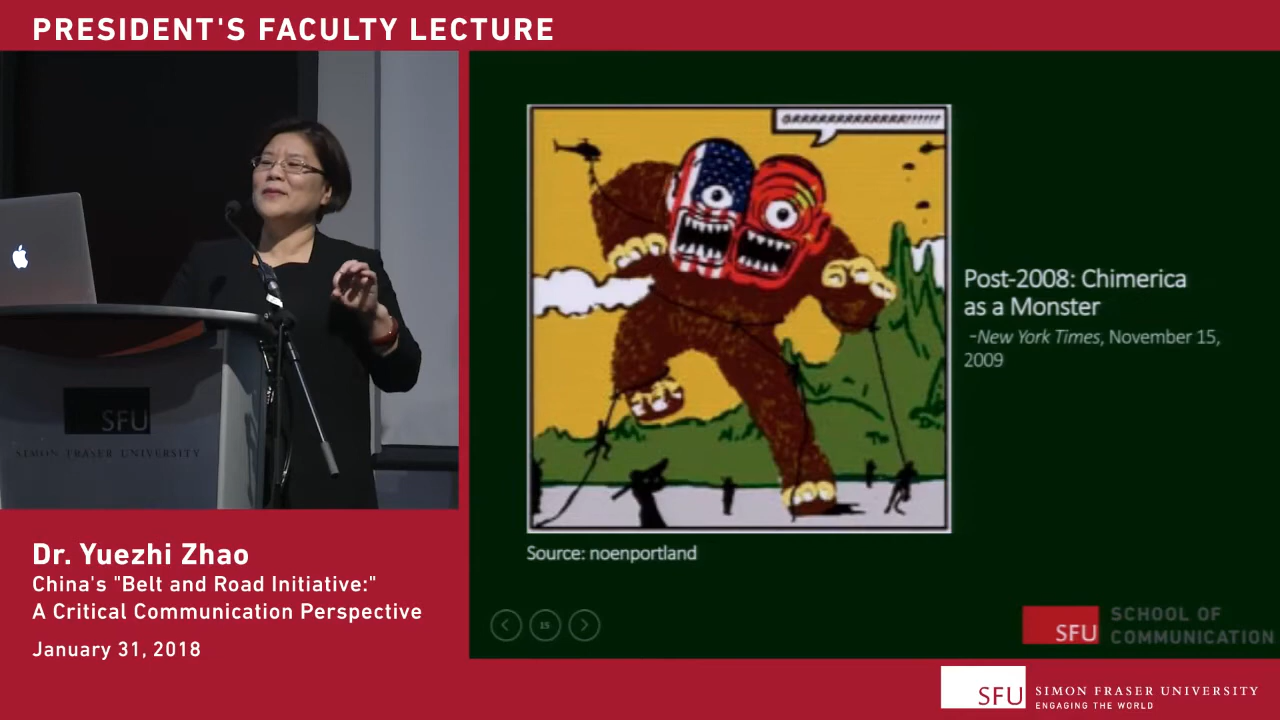 PRESIDENT'S FACULTY LECTURE
SFU
SIMON FRASER UNIVERSITY
Dr. Yuezhi Zhao
China's "Belt and Road Initiative:"
A Critical Communication Perspective
January 31, 2018
Post-2008: Chimerica
as a Monster
-New York Times, November 15,
2009
Source: noenportland
15
SFU
SCHOOL OF
COMMUNICATION
SFU
SIMON FRASER UNIVERSITY
ENGAGING THE WORLD